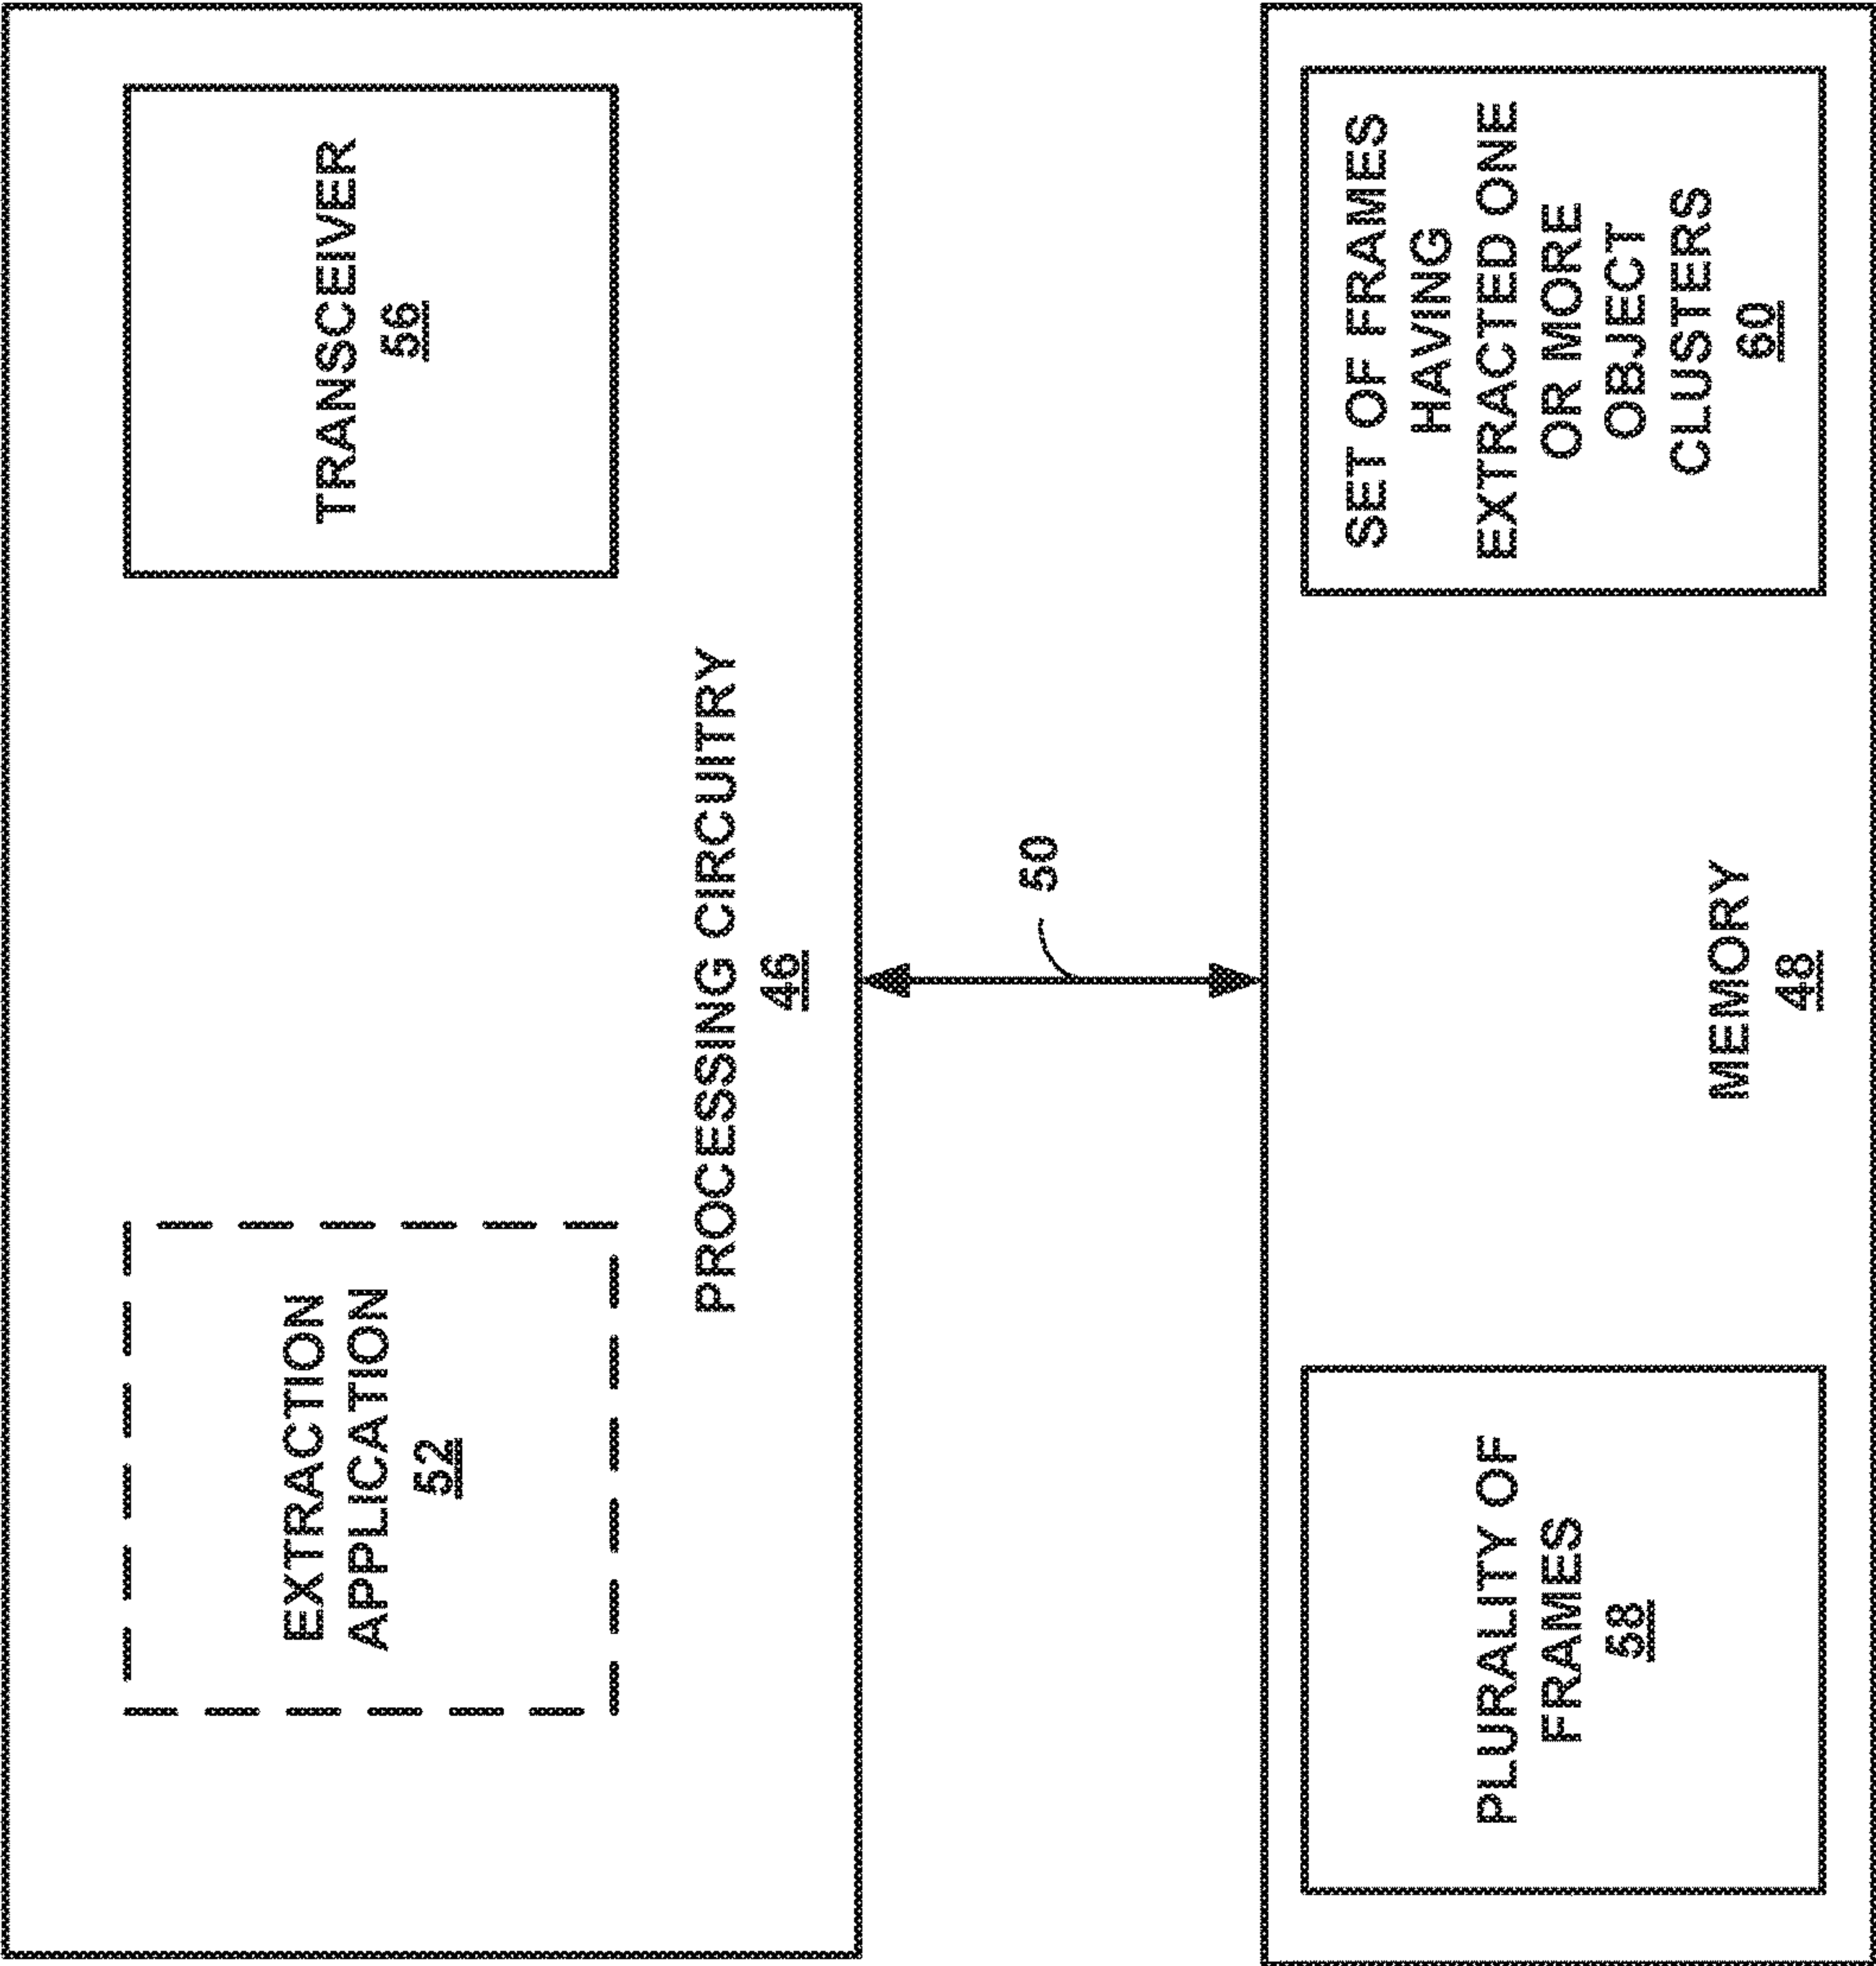 EXTRACTION
APPLICATION
52
TRANSCEIVER
56
PROCESSING CIRCUITRY
46
50
PLURALITY OF
FRAMES
58
SET OF FRAMES
HAVING
EXTRACTED ONE
OR MORE
OBJECT
CLUSTERS
60
MEMORY
48